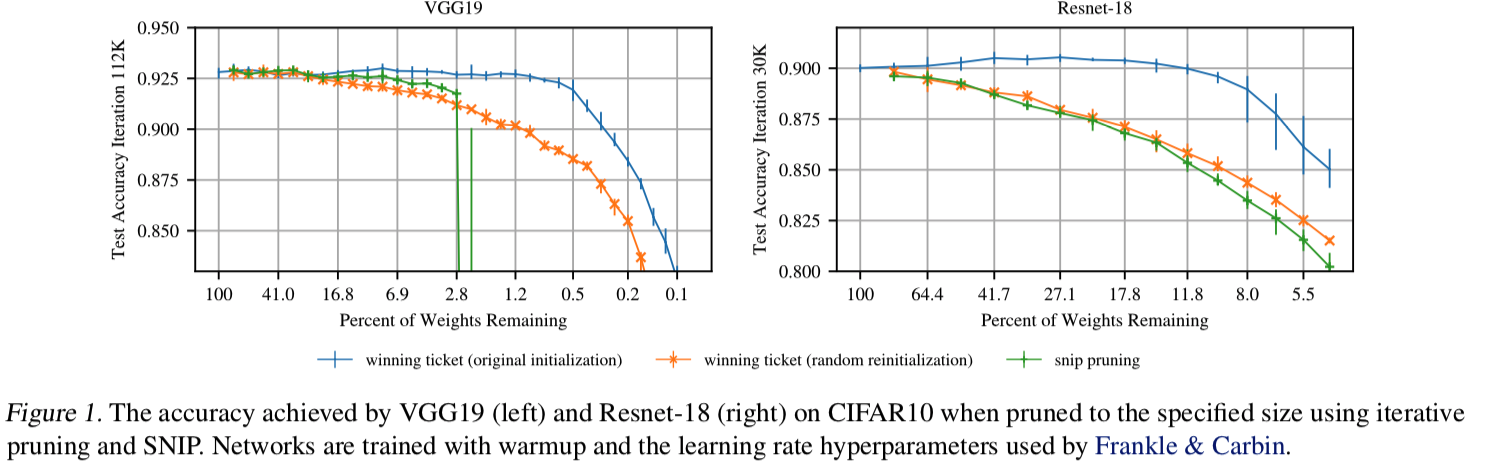 VGG19
Resnet-18
0.950
0.925
0.900
0.875
0.850
Test Accuracy Iteration 112K
100 41.0 16.8 6.9 2.8 1.2 0.5 0.2 0.1
Percent of Weights Remaining
0.900
0.875
0.850
0.825
0.800
Test Accuracy Iteration 30K
100 64.4 41.7 27.1 17.8 11.8 8.0 5.5
Percent of Weights Remaining
winning ticket (original initialization) winning ticket (random reinitialization) snip pruning
Figure 1. The accuracy achieved by VGG19 (left) and Resnet-18 (right) on CIFAR10 when pruned to the specified size using iterative
pruning and SNIP. Networks are trained with warmup and the learning rate hyperparameters used by Frankle & Carbin.